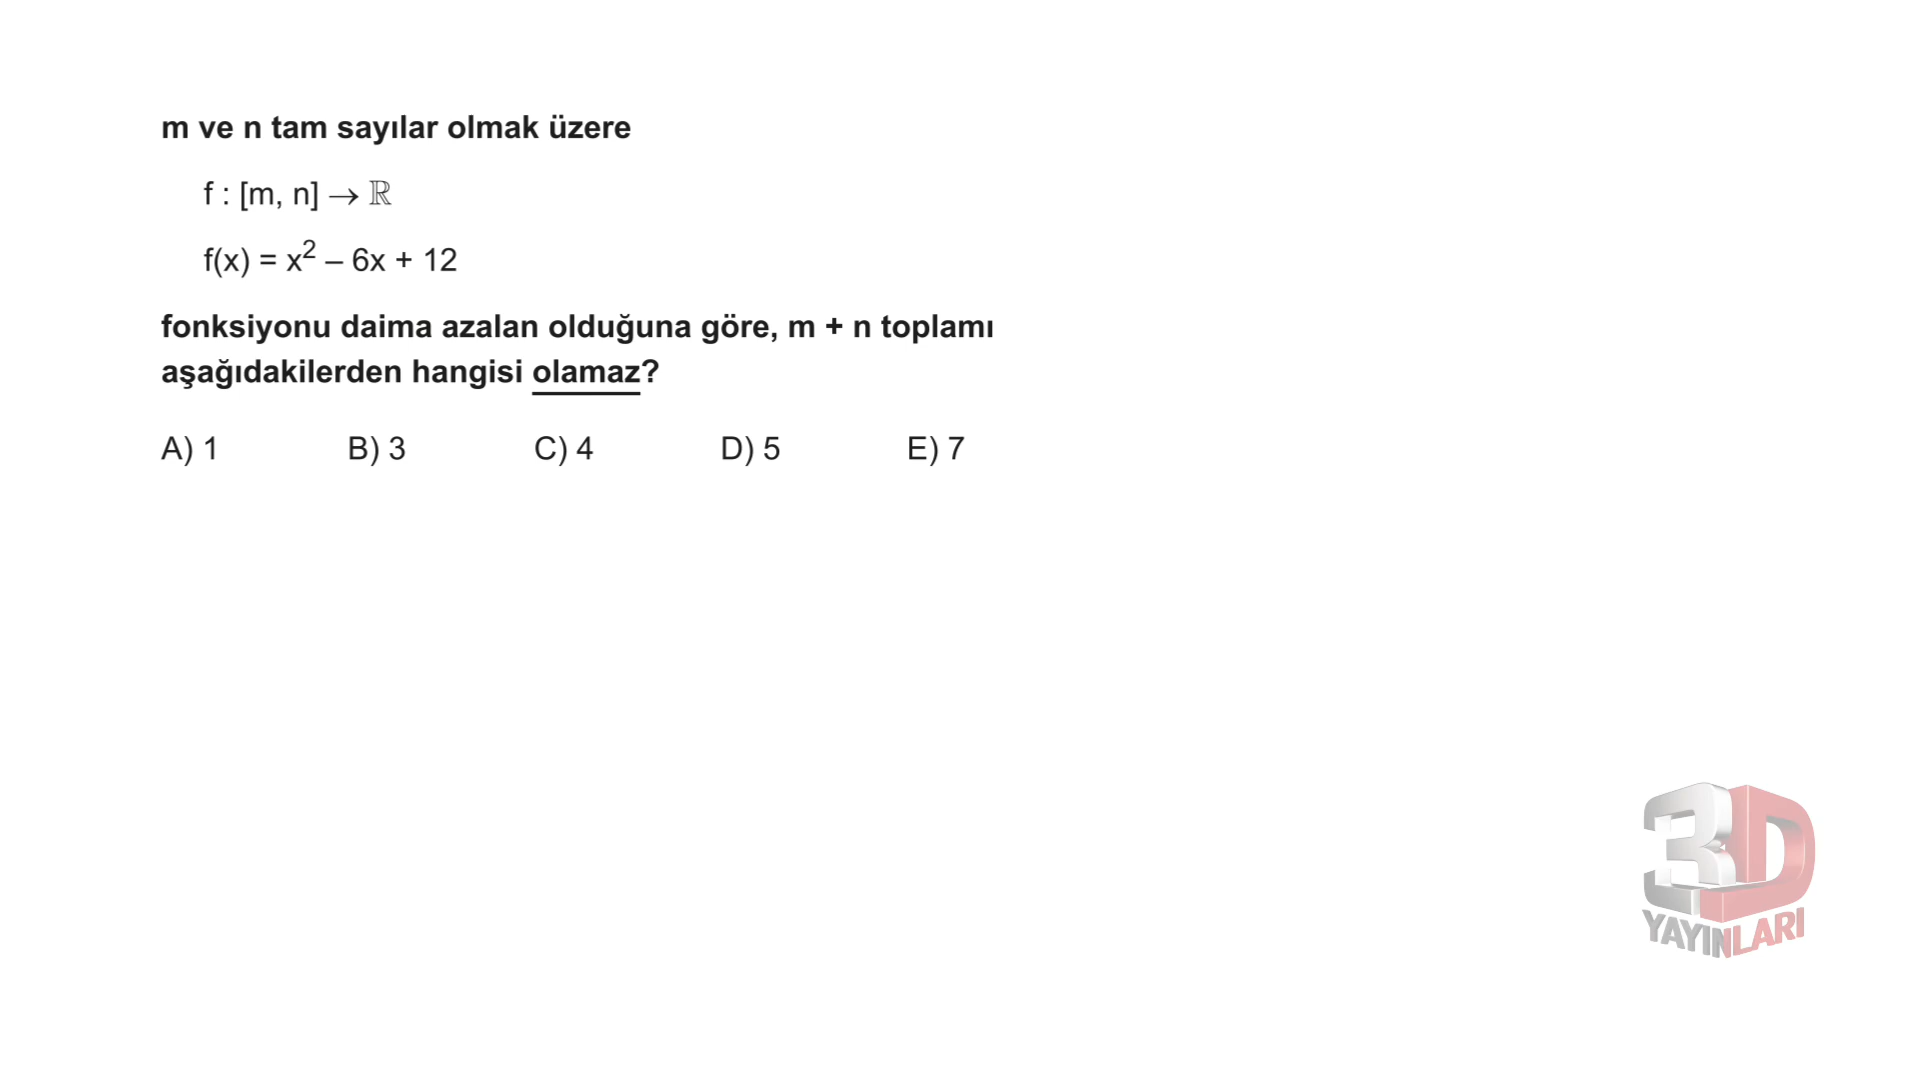 m ve n tam sayılar olmak üzere
f : [m, n] → ℝ
f(x) = x² – 6x + 12
fonksiyonu daima azalan olduğuna göre, m + n toplamı
aşağıdakilerden hangisi olamaz?
A) 1 B) 3 C) 4 D) 5 E) 7
3D
YAYINLARI